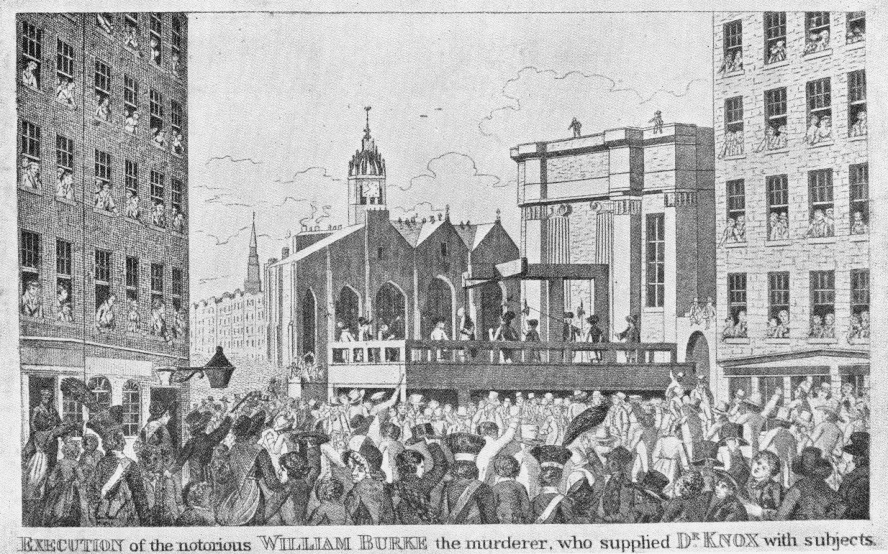 EXECUTION of the notorious WILLIAM BURKE the murderer, who supplied DR KNOX with subjects.